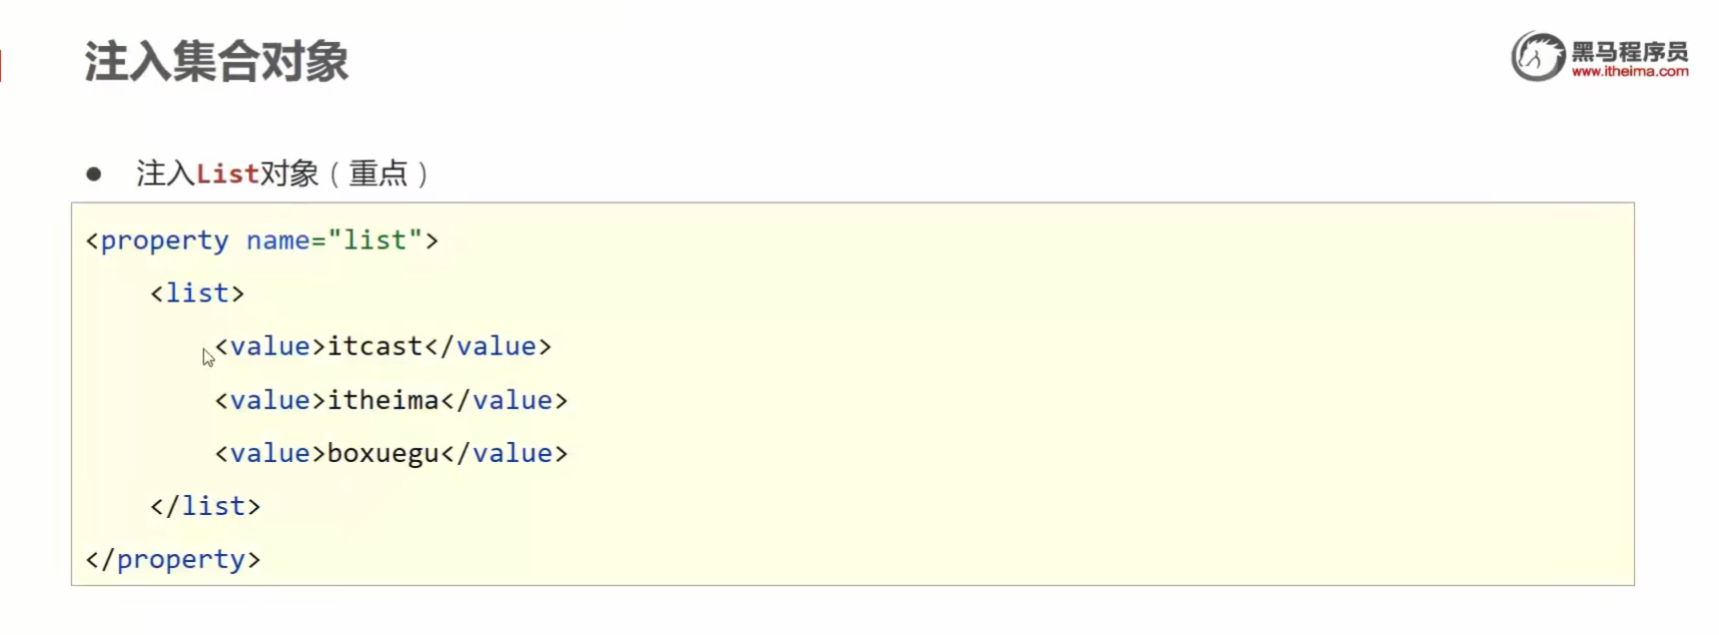 注入集合对象
黑马程序员
www.itheima.com
● 注入List对象（重点）
<property name="list">
    <list>
        <value>itcast</value>
        <value>itheima</value>
        <value>boxuegu</value>
    </list>
</property>